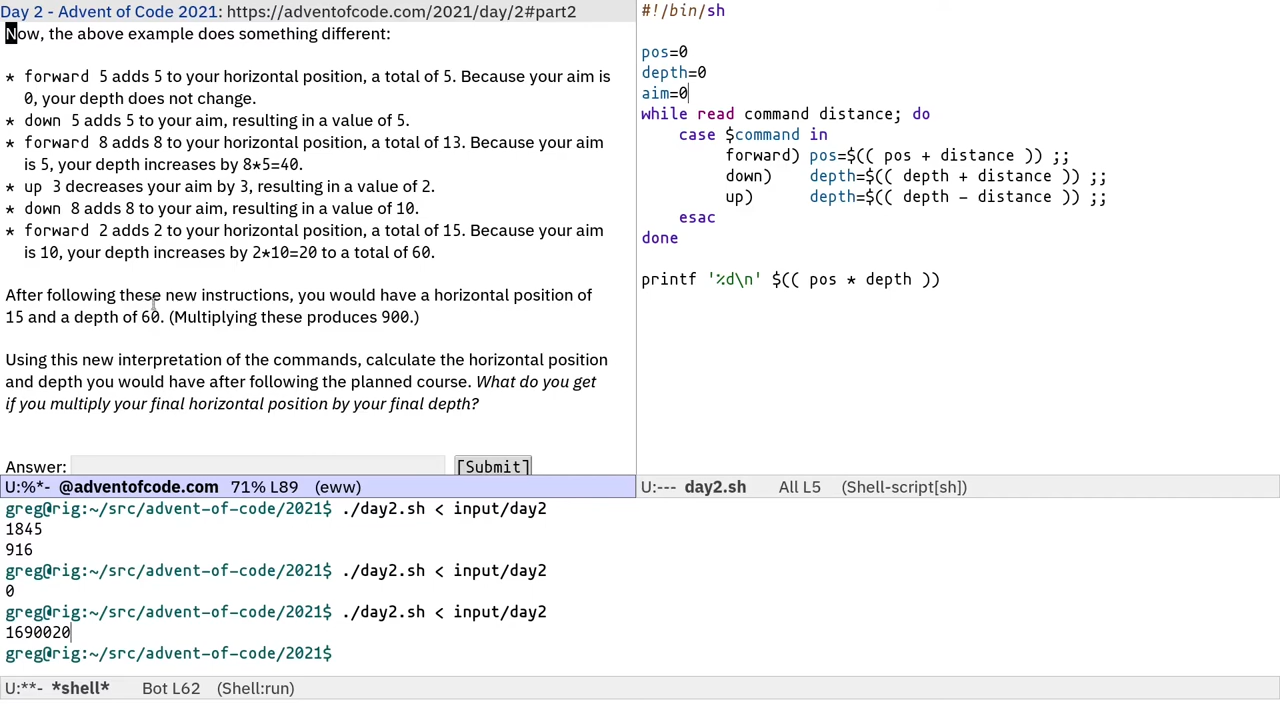 Day 2 - Advent of Code 2021: https://adventofcode.com/2021/day/2#part2
Now, the above example does something different:
* forward 5 adds 5 to your horizontal position, a total of 5. Because your aim is
0, your depth does not change.
* down 5 adds 5 to your aim, resulting in a value of 5.
* forward 8 adds 8 to your horizontal position, a total of 13. Because your aim
is 5, your depth increases by 8*5=40.
* up 3 decreases your aim by 3, resulting in a value of 2.
* down 8 adds 8 to your aim, resulting in a value of 10.
* forward 2 adds 2 to your horizontal position, a total of 15. Because your aim
is 10, your depth increases by 2*10=20 to a total of 60.
After following these new instructions, you would have a horizontal position of
15 and a depth of 60. (Multiplying these produces 900.)
Using this new interpretation of the commands, calculate the horizontal position
and depth you would have after following the planned course. What do you get
if you multiply your final horizontal position by your final depth?
Answer: [Submit]
U:%*- @adventofcode.com 71% L89 (eww)
#!/bin/sh
pos=0
depth=0
aim=0
while read command distance; do
case $command in
forward) pos=$(( pos + distance )) ;;
down) depth=$(( depth + distance )) ;;
up) depth=$(( depth - distance )) ;;
esac
done
printf '%d\n' $(( pos * depth ))
U:--- day2.sh All L5 (Shell-script[sh])
greg@rig:~/src/advent-of-code/2021$ ./day2.sh < input/day2
1845
916
greg@rig:~/src/advent-of-code/2021$ ./day2.sh < input/day2
0
greg@rig:~/src/advent-of-code/2021$ ./day2.sh < input/day2
1690020
greg@rig:~/src/advent-of-code/2021$
U:**- *shell* Bot L62 (Shell:run)